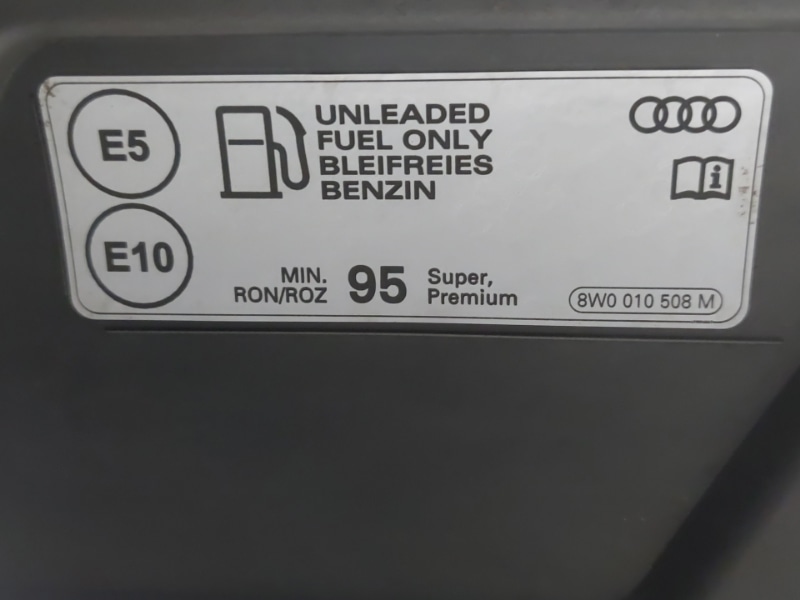 E5
E10
UNLEADED
FUEL ONLY
BLEIFREIES
BENZIN
MIN.
RON/ROZ
95
Super,
Premium
i
8W0 010 508 M